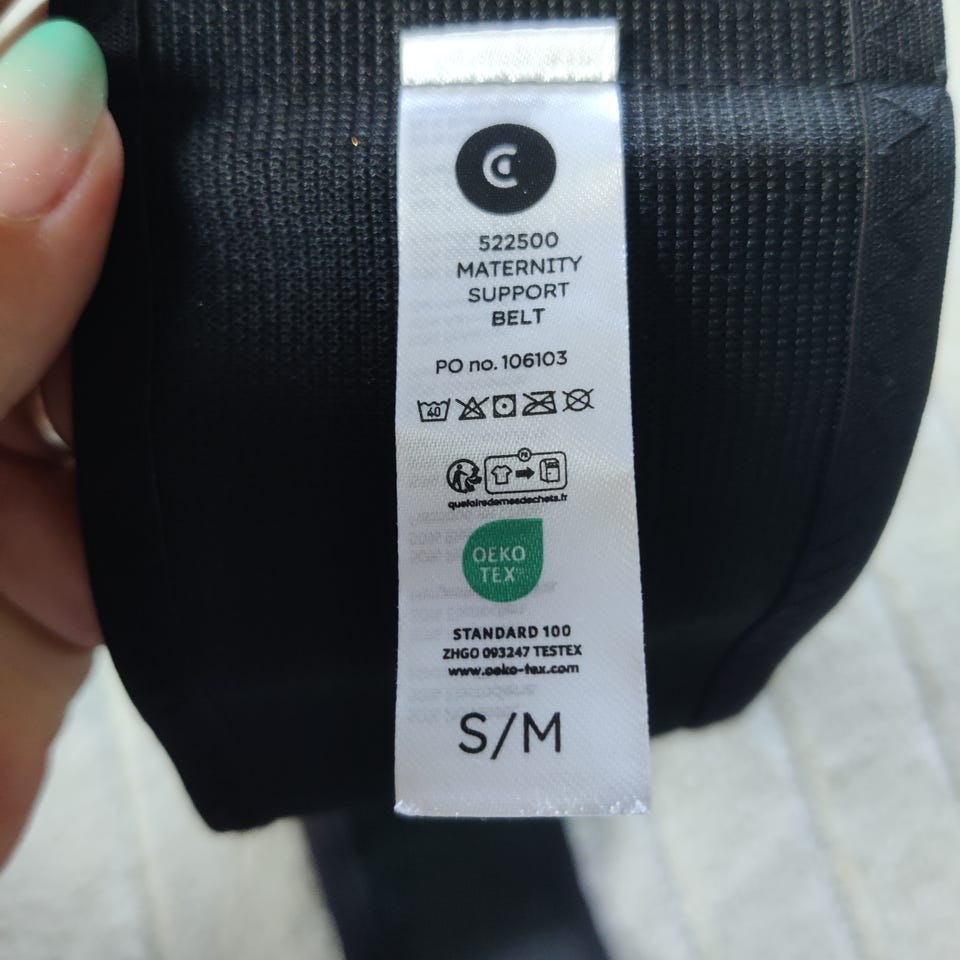 522500
MATERNITY
SUPPORT
BELT
PO no. 106103
40
FR
quefairedemesdechets.fr
OEKO
TEX
STANDARD 100
ZHGO 093247 TESTEX
www.oeko-tex.com
S/M